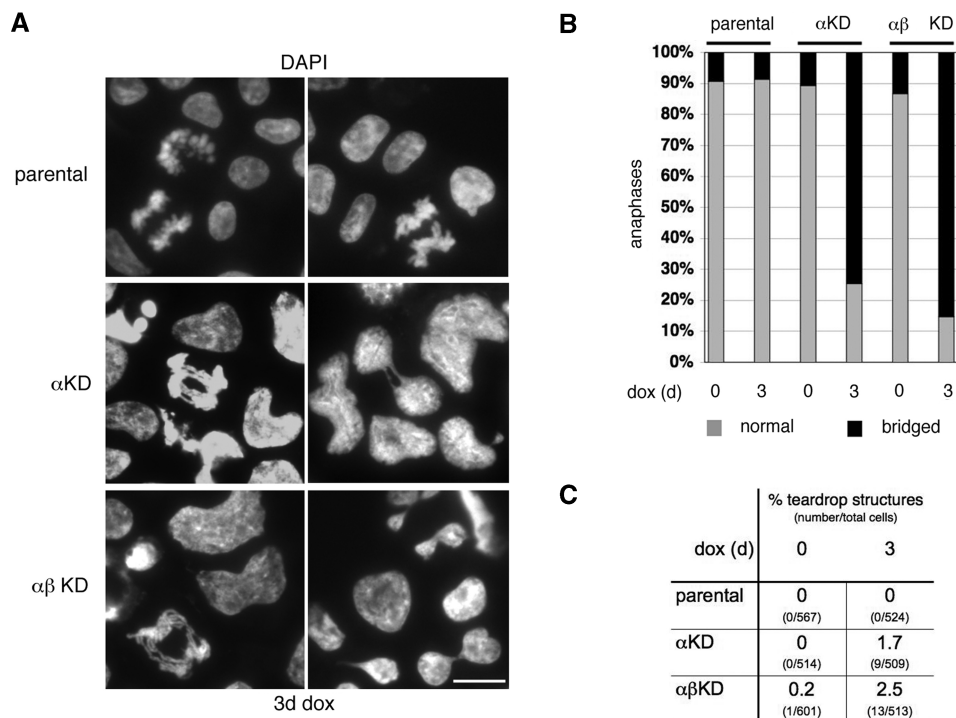 A
DAPI
parental
αKD
αβ KD
3d dox
B
parental αKD αβ KD
100%
90%
80%
70%
60%
50%
40%
30%
20%
10%
0%
anaphases
dox (d) 0 3 0 3 0 3
normal bridged
C
% teardrop structures
(number/total cells)
dox (d) 0 3
parental 0 0
(0/567) (0/524)
αKD 0 1.7
(0/514) (9/509)
αβKD 0.2 2.5
(1/601) (13/513)